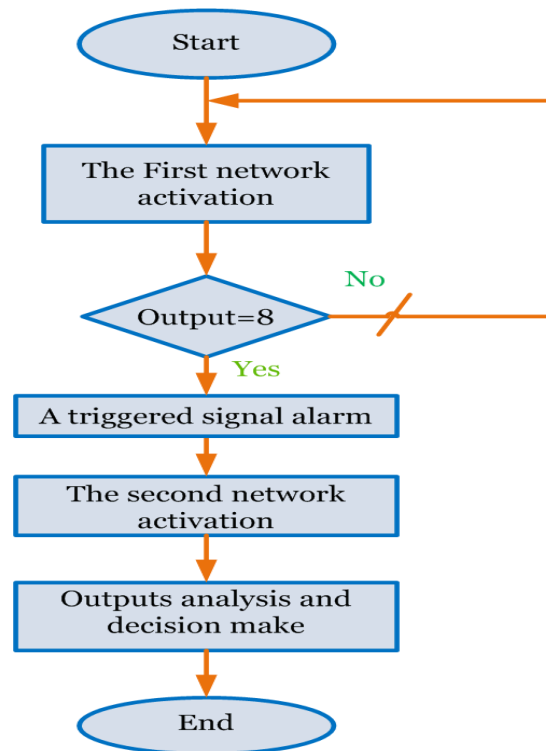 Start
The First network
activation
No
Output=8
Yes
A triggered signal alarm
The second network
activation
Outputs analysis and
decision make
End